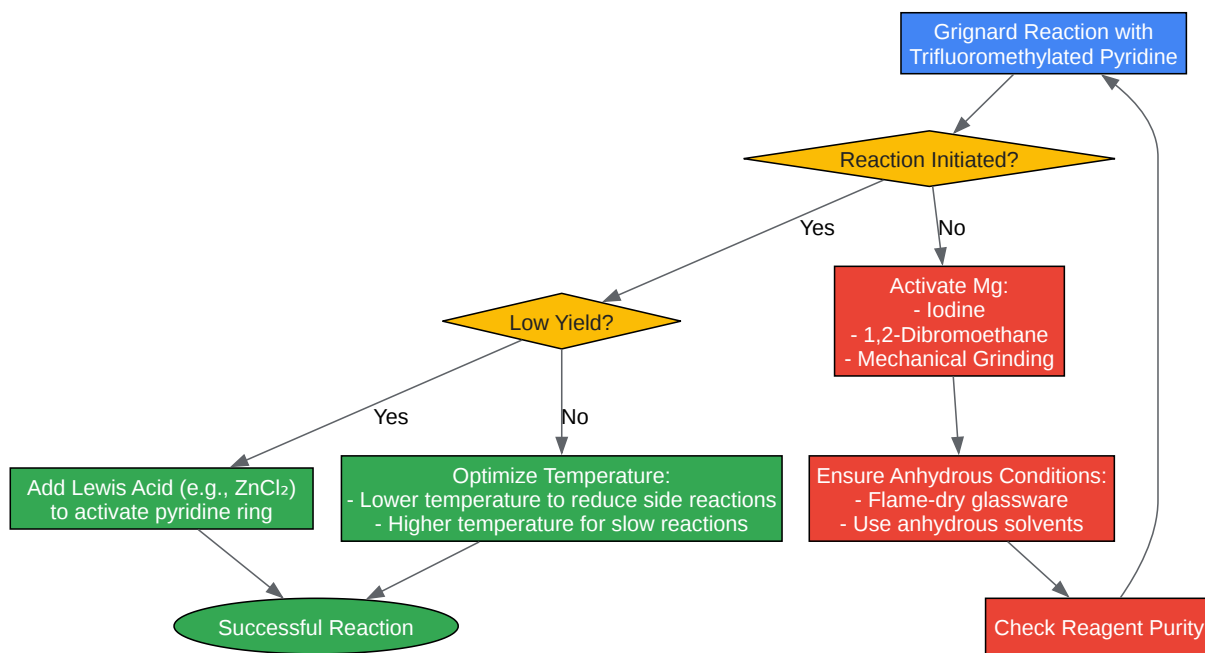 Grignard Reaction with
Trifluoromethylated Pyridine
Reaction Initiated?
Yes
No
Activate Mg:
- Iodine
- 1,2-Dibromoethane
- Mechanical Grinding
Low Yield?
Yes
No
Add Lewis Acid (e.g., ZnCl₂)
to activate pyridine ring
Optimize Temperature:
- Lower temperature to reduce side reactions
- Higher temperature for slow reactions
Ensure Anhydrous Conditions:
- Flame-dry glassware
- Use anhydrous solvents
Successful Reaction
Check Reagent Purity